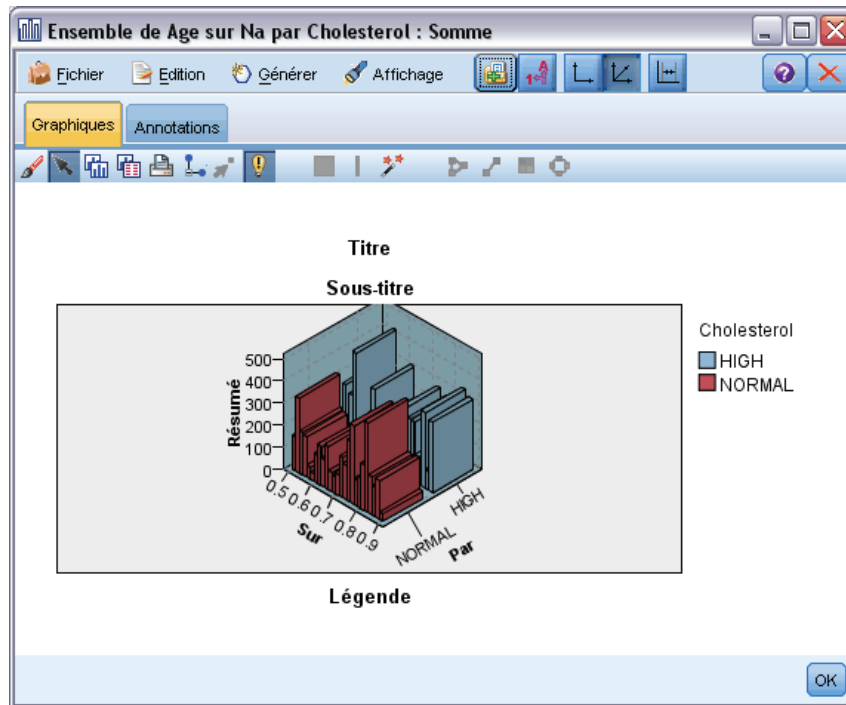 Ensemble de Age sur Na par Cholesterol : Somme
Fichier Edition Générer Affichage
Graphiques Annotations
Titre
Sous-titre
Cholesterol
HIGH
NORMAL
Résumé
500
400
300
200
100
0
0.5 0.6 0.7 0.8 0.9
Sur
NORMAL HIGH
Par
Légende
OK